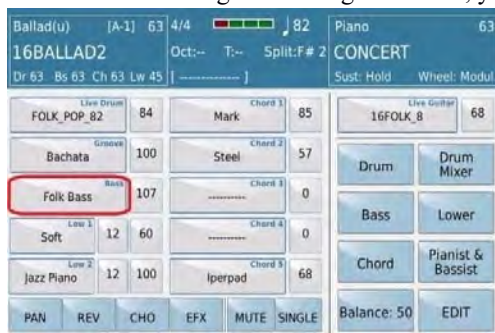 Ballad(u) [A-1] 63 4/4 82 Piano 63
16BALLAD2 Oct:-- T:-- Split:F# 2 CONCERT
Dr 63 Bs 63 Ch 63 Lw 45 [ ------------- ] Sust: Hold Wheel: Modul
Live Drum Chord 1 Live Guitar
FOLK_POP_82 84 Mark 85 16FOLK_8 68
Groove Chord 2
Bachata 100 Steel 57 Drum Drum Mixer
Bass Chord 3
Folk Bass 107 ---------- 0 Bass Lower
Low 1 Chord 4
Soft 12 60 ---------- 0
Low 2 Chord 5
Jazz Piano 12 100 Iperpad 68 Chord Pianist & Bassist
PAN REV CHO EFX MUTE SINGLE Balance: 50 EDIT